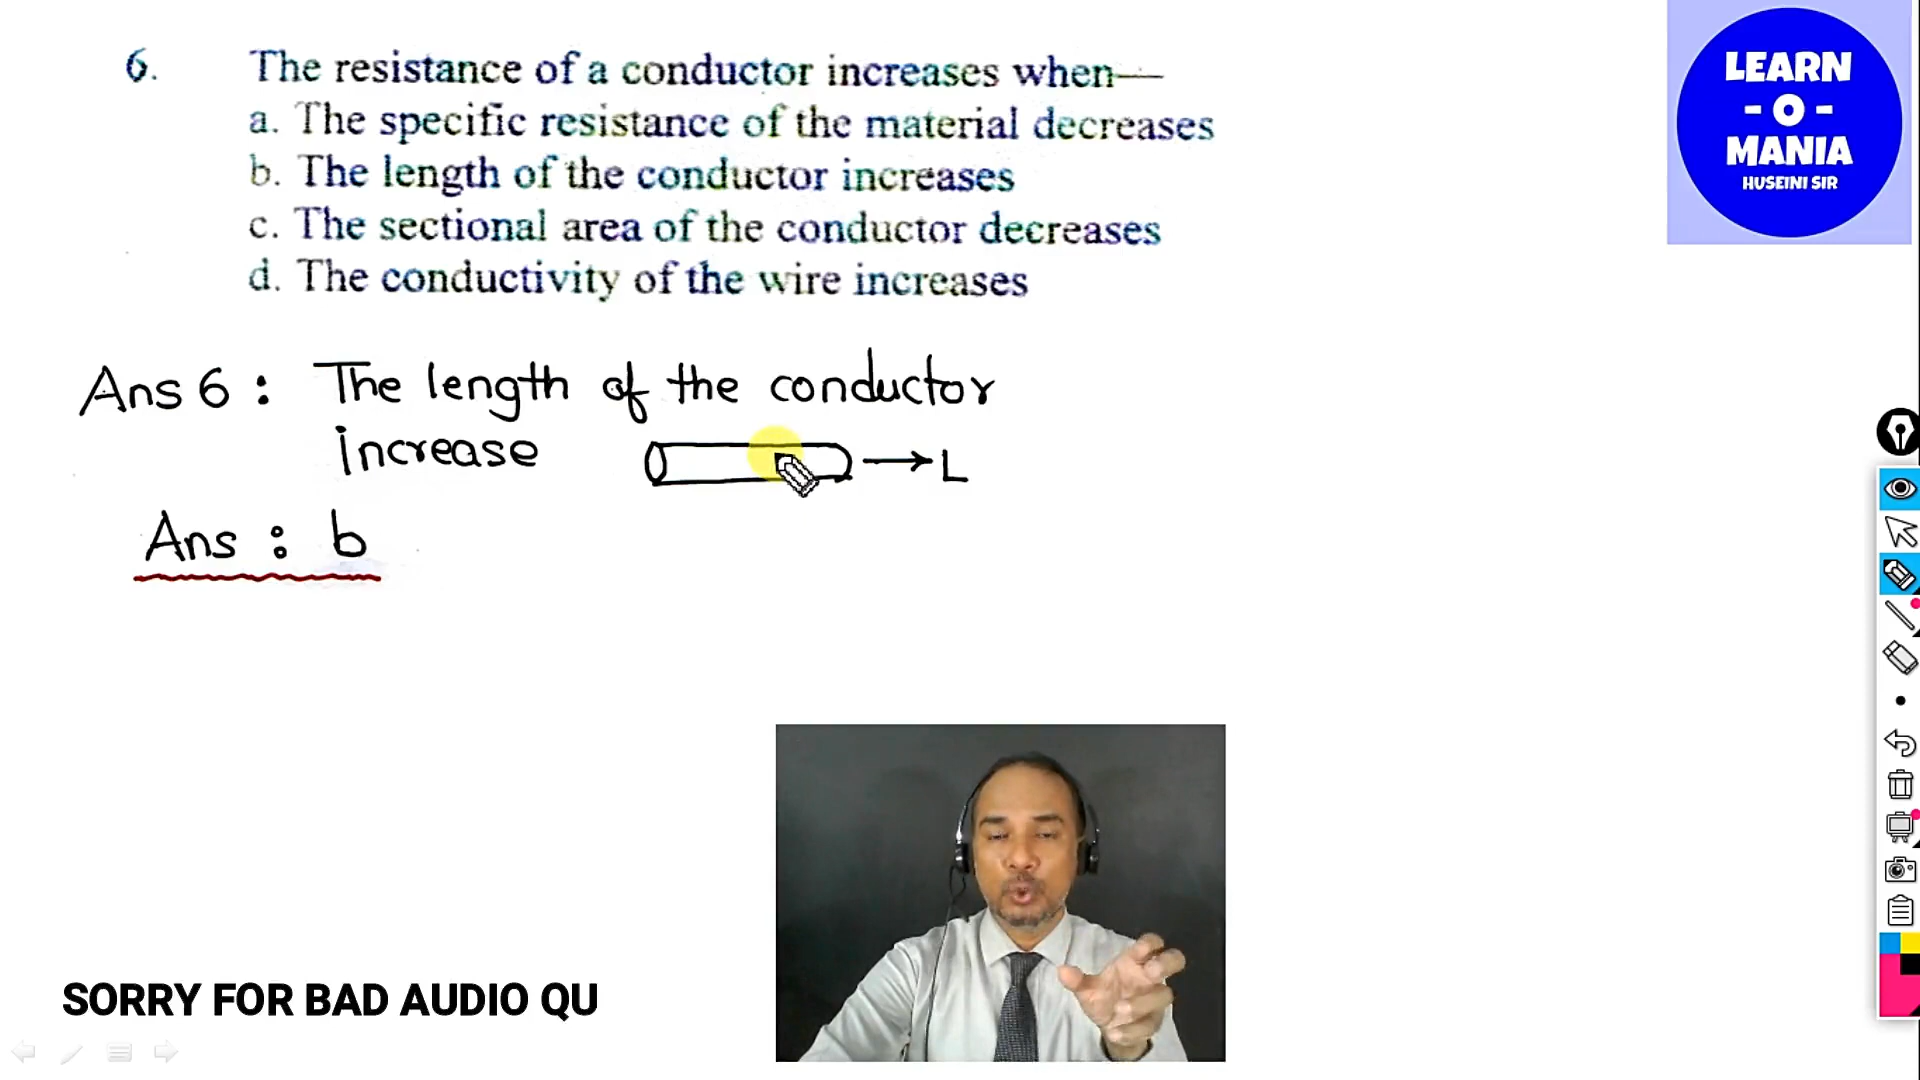 6. The resistance of a conductor increases when—
a. The specific resistance of the material decreases
b. The length of the conductor increases
c. The sectional area of the conductor decreases
d. The conductivity of the wire increases
Ans 6 : The length of the conductor
increase
L
Ans : b
LEARN
- O -
MANIA
HUSEINI SIR
SORRY FOR BAD AUDIO QU